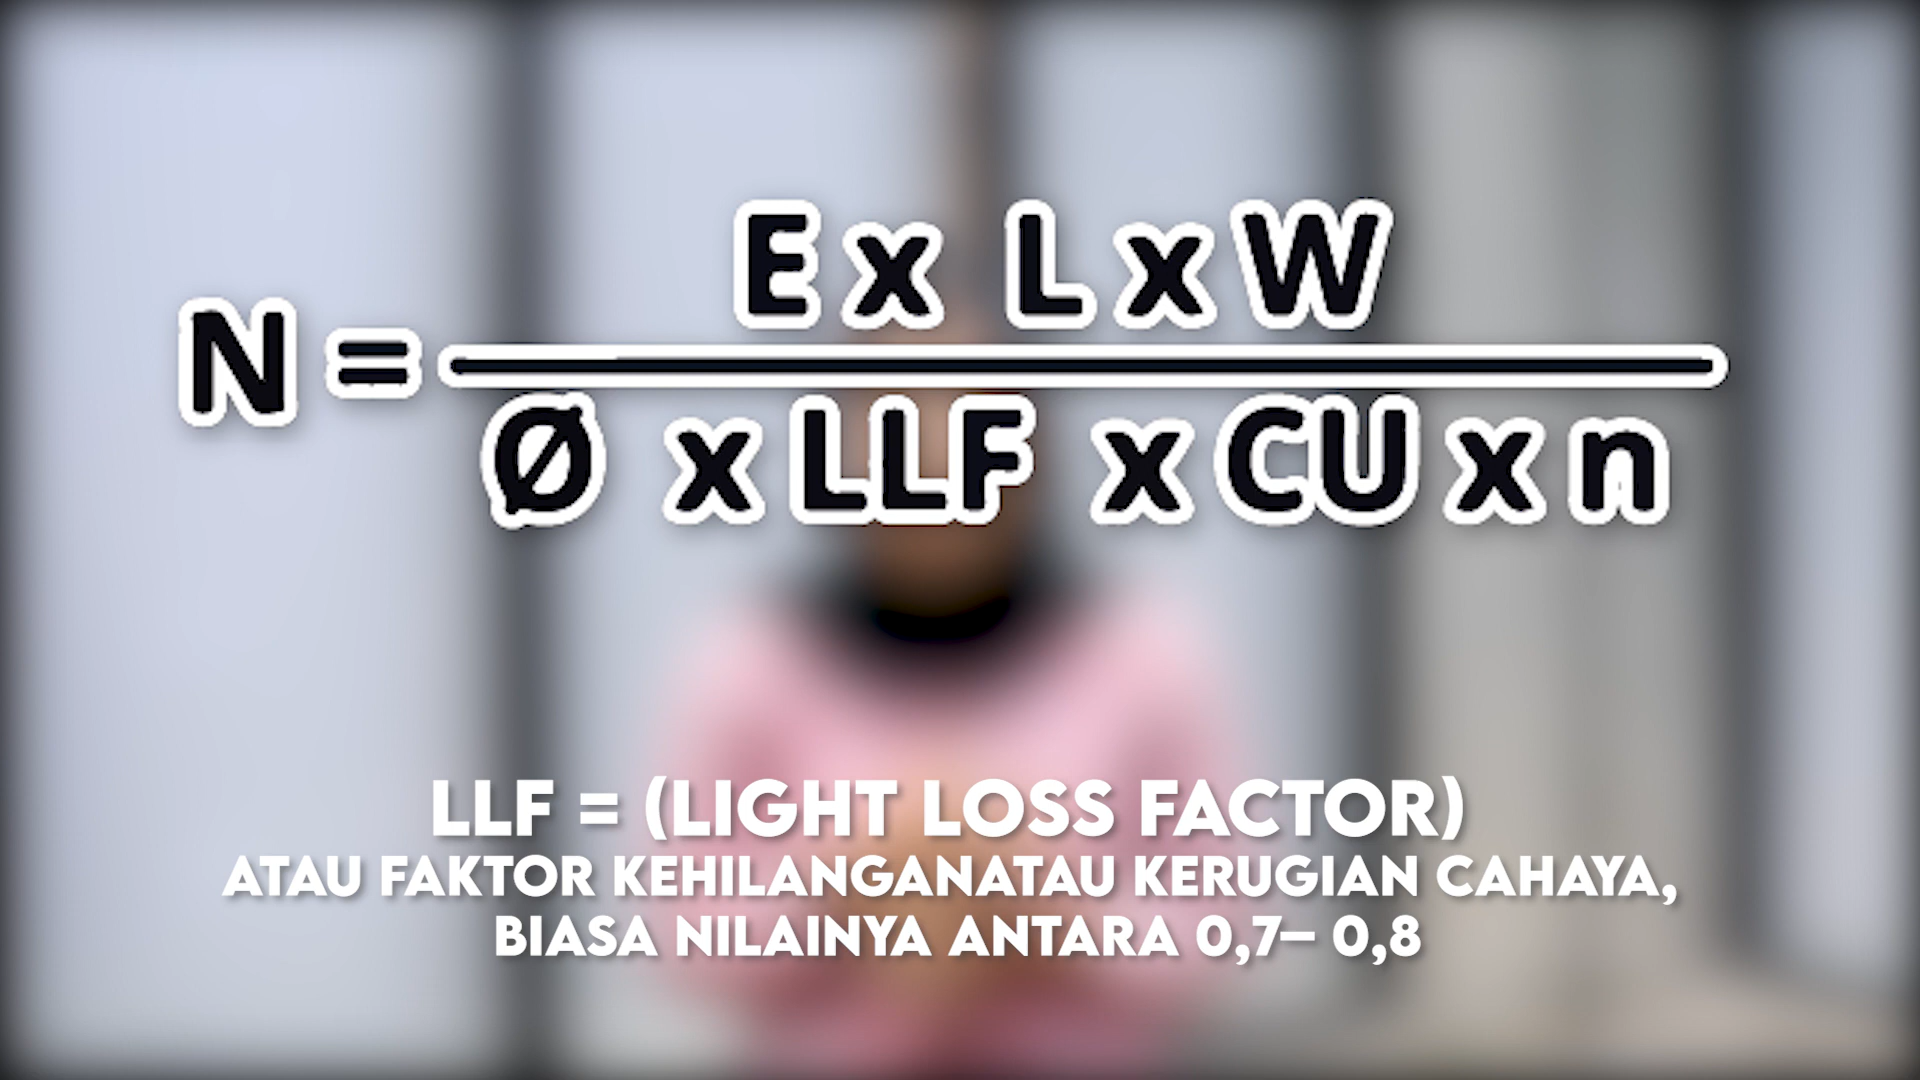 E x L x W
N =
Ø x LLF x CU x n
LLF = (LIGHT LOSS FACTOR)
ATAU FAKTOR KEHILANGANATAU KERUGIAN CAHAYA,
BIASA NILAINYA ANTARA 0,7– 0,8